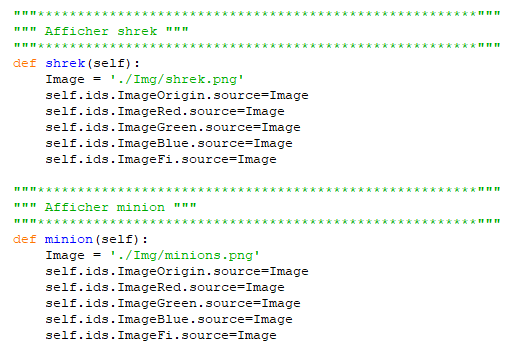 """*******************************************************"""
""" Afficher shrek """
"""*******************************************************"""
def shrek(self):
    Image = './Img/shrek.png'
    self.ids.ImageOrigin.source=Image
    self.ids.ImageRed.source=Image
    self.ids.ImageGreen.source=Image
    self.ids.ImageBlue.source=Image
    self.ids.ImageFi.source=Image
"""*******************************************************"""
""" Afficher minion """
"""*******************************************************"""
def minion(self):
    Image = './Img/minions.png'
    self.ids.ImageOrigin.source=Image
    self.ids.ImageRed.source=Image
    self.ids.ImageGreen.source=Image
    self.ids.ImageBlue.source=Image
    self.ids.ImageFi.source=Image